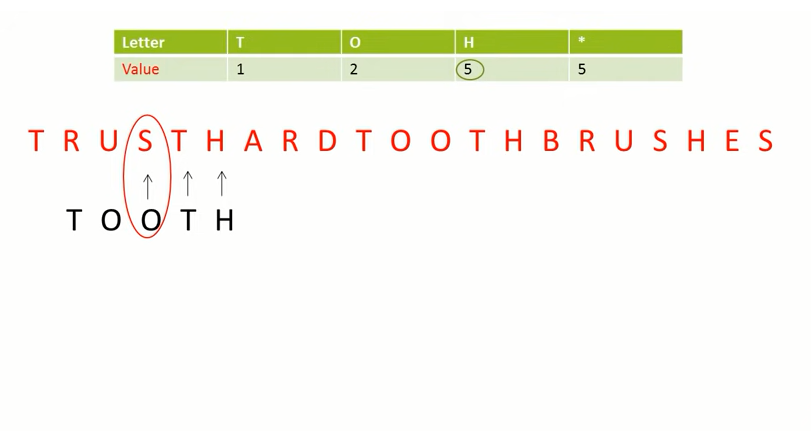 Letter T O H *
Value 1 2 5 5
T R U S T H A R D T O O T H B R U S H E S
T O O T H